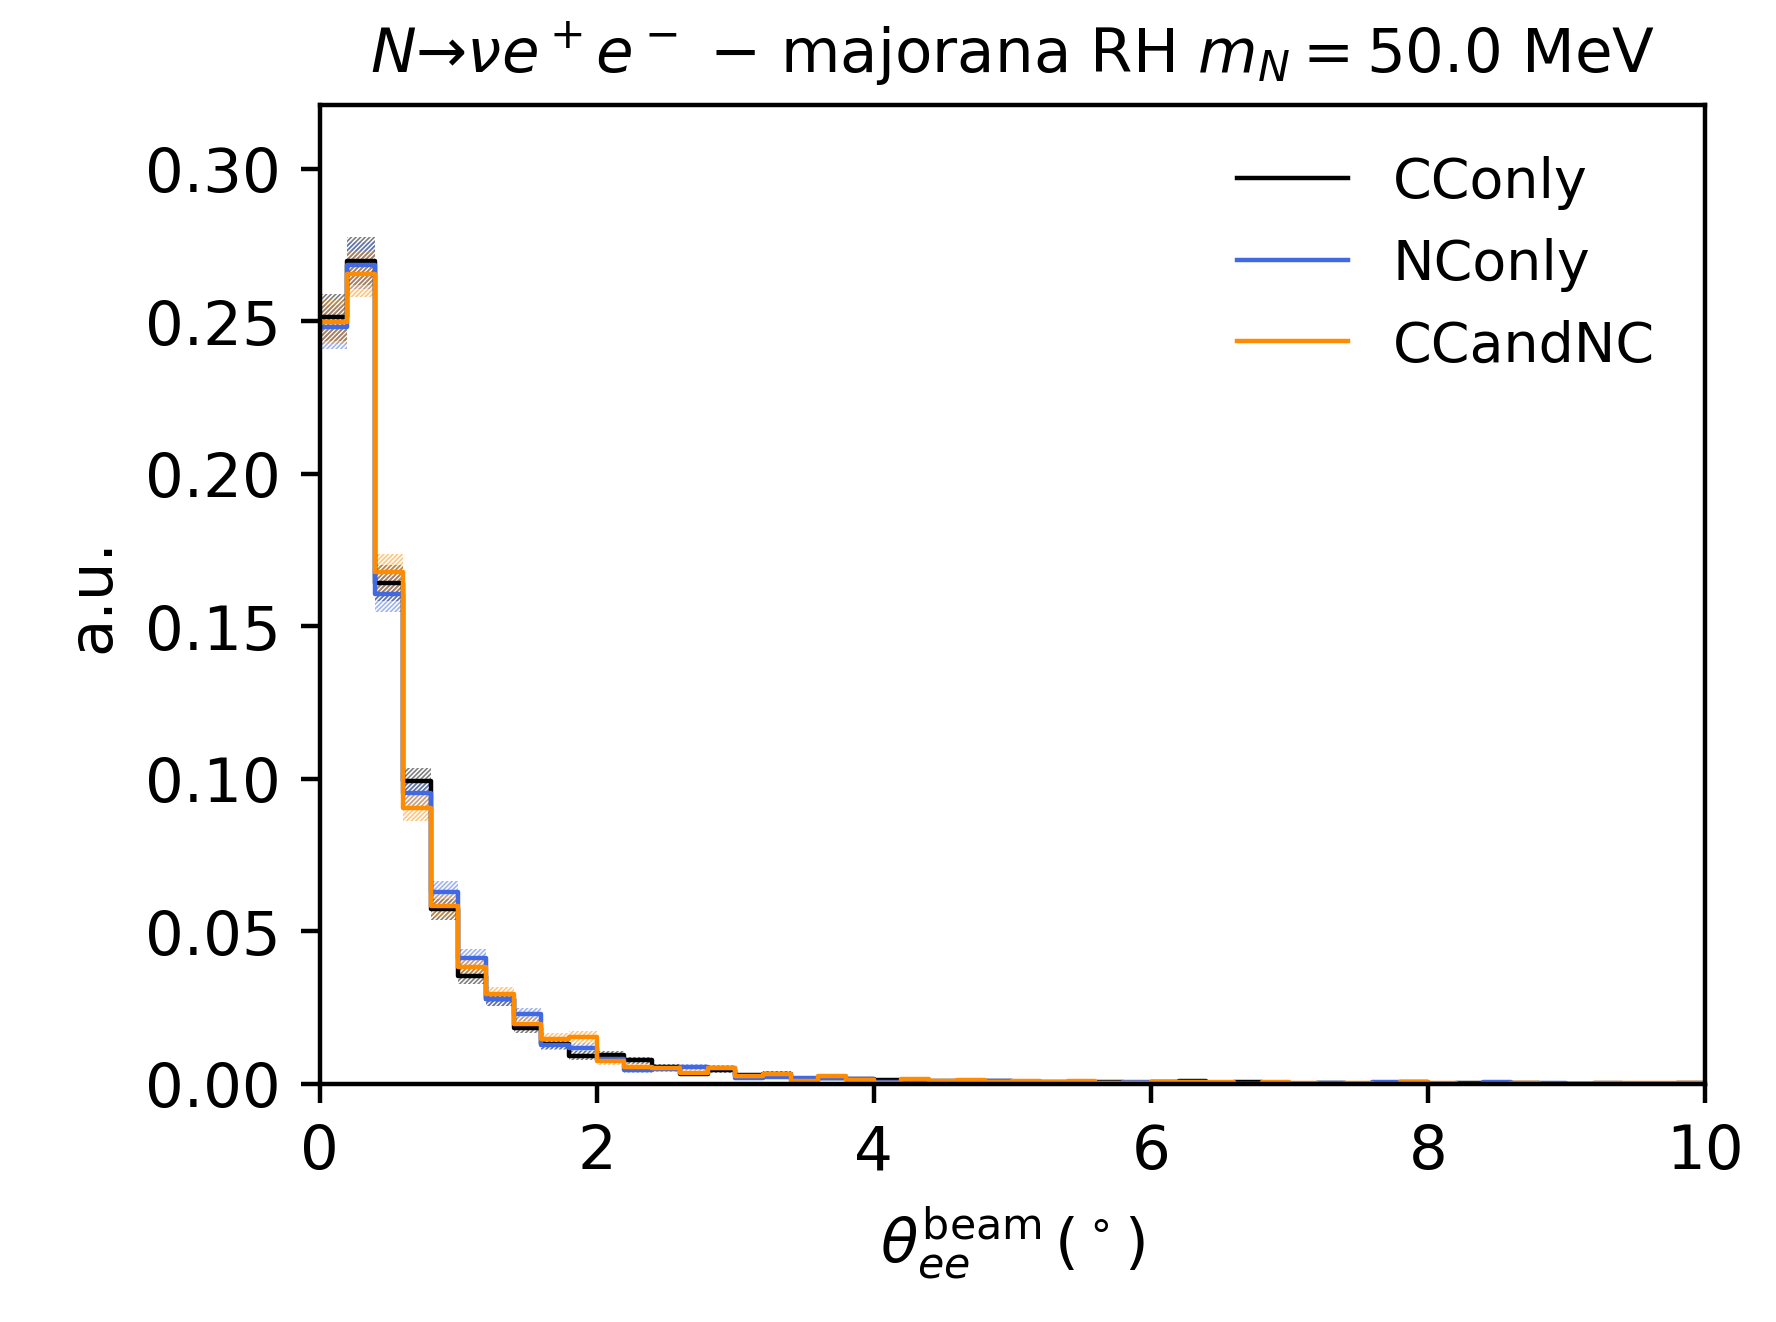 N→νe⁺e⁻ − majorana RH m_N = 50.0 MeV
CConly
NConly
CCandNC
0.30
0.25
0.20
0.15
0.10
0.05
0.00
a.u.
0 2 4 6 8 10
θ_ee^beam (°)